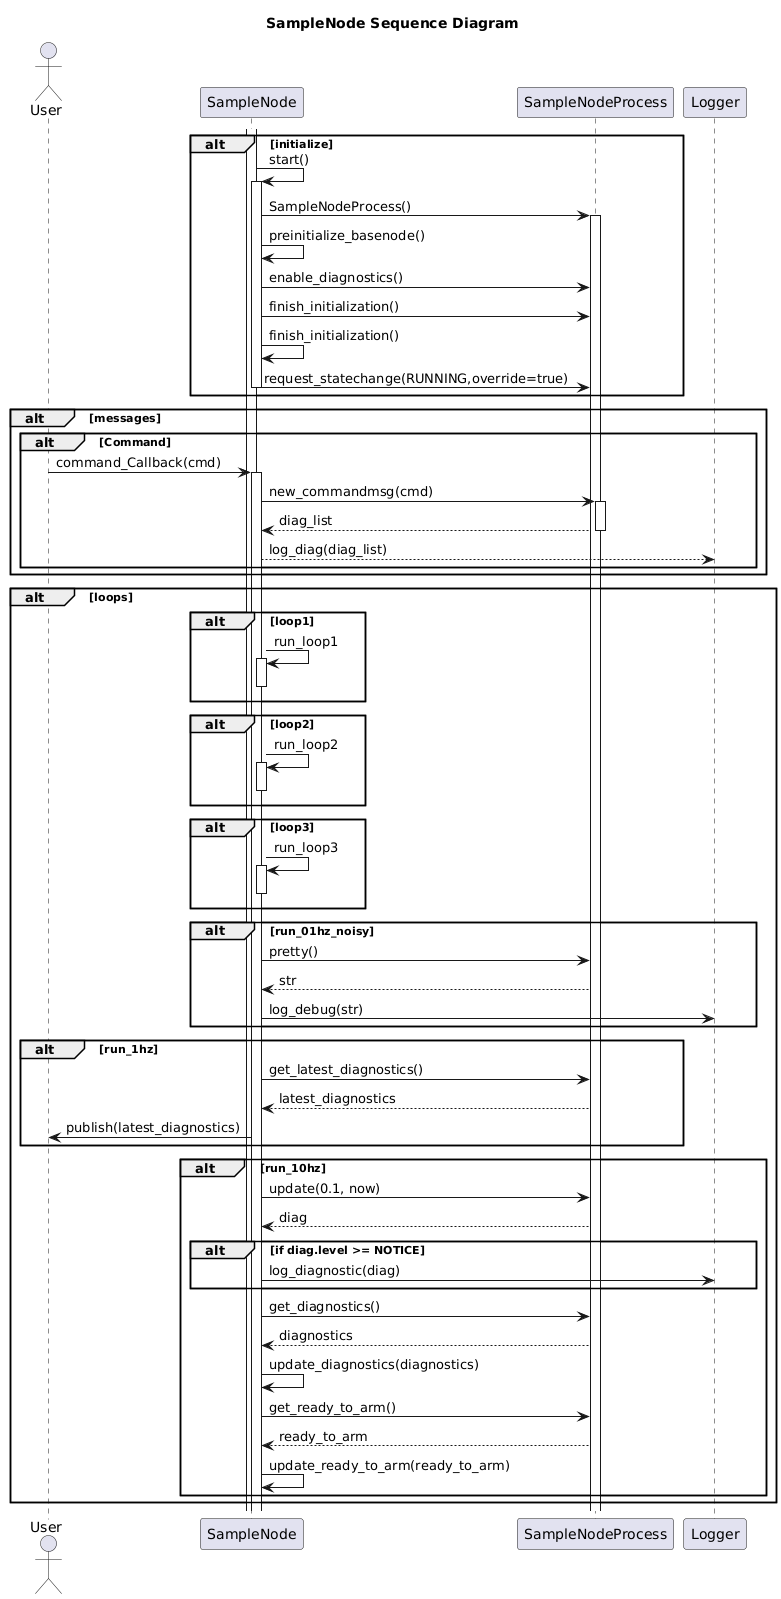 SampleNode Sequence Diagram
User
SampleNode
SampleNodeProcess
Logger
alt [initialize]
start()
SampleNodeProcess()
preinitialize_basenode()
enable_diagnostics()
finish_initialization()
finish_initialization()
request_statechange(RUNNING,override=true)
alt [messages]
alt [Command]
command_Callback(cmd)
new_commandmsg(cmd)
diag_list
log_diag(diag_list)
alt [loops]
alt [loop1]
run_loop1
alt [loop2]
run_loop2
alt [loop3]
run_loop3
alt [run_01hz_noisy]
pretty()
str
log_debug(str)
alt [run_1hz]
get_latest_diagnostics()
latest_diagnostics
publish(latest_diagnostics)
alt [run_10hz]
update(0.1, now)
diag
alt [if diag.level >= NOTICE]
log_diagnostic(diag)
get_diagnostics()
diagnostics
update_diagnostics(diagnostics)
get_ready_to_arm()
ready_to_arm
update_ready_to_arm(ready_to_arm)
User
SampleNode
SampleNodeProcess
Logger